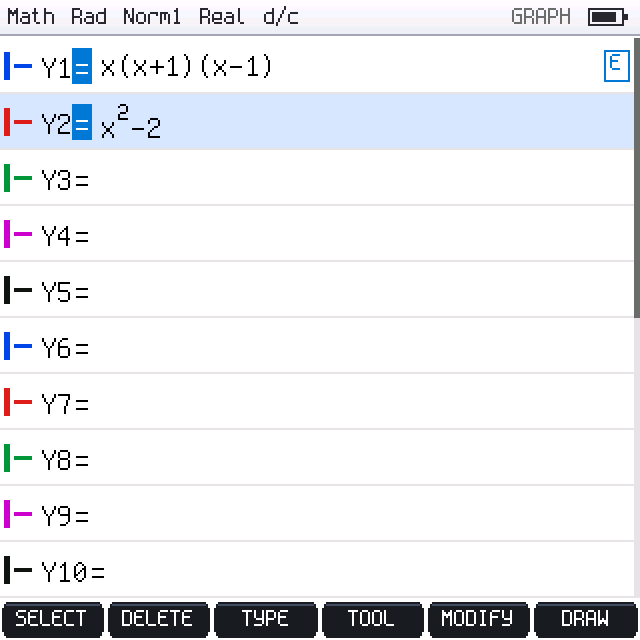 Math Rad Norm1 Real d/c GRAPH
Y1= x(x+1)(x-1) E
Y2= x²-2
Y3=
Y4=
Y5=
Y6=
Y7=
Y8=
Y9=
Y10=
SELECT DELETE TYPE TOOL MODIFY DRAW